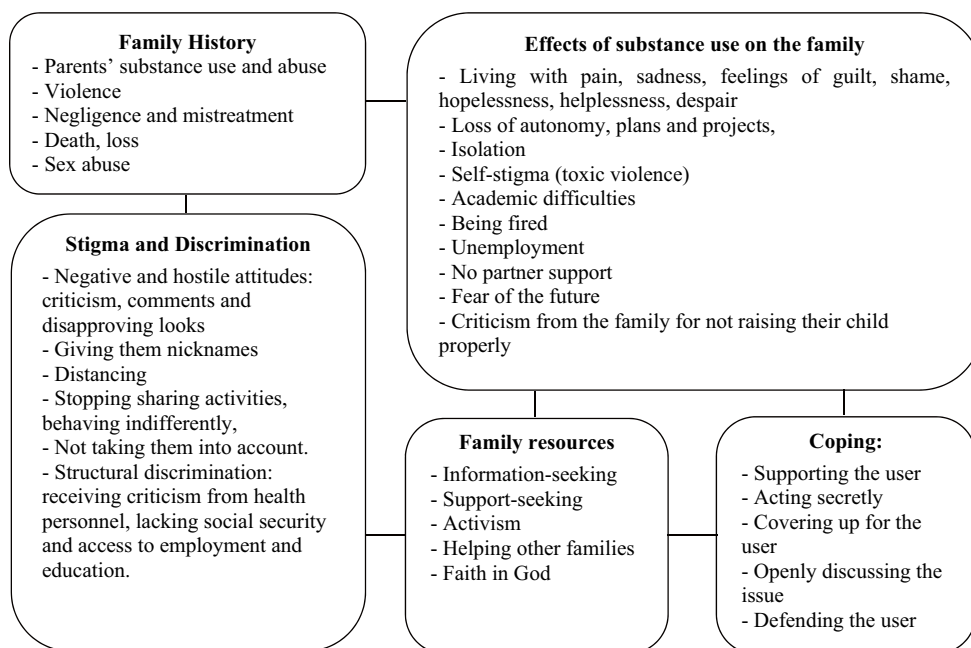 Family History
- Parents’ substance use and abuse
- Violence
- Negligence and mistreatment
- Death, loss
- Sex abuse
Effects of substance use on the family
- Living with pain, sadness, feelings of guilt, shame,
hopelessness, helplessness, despair
- Loss of autonomy, plans and projects,
- Isolation
- Self-stigma (toxic violence)
- Academic difficulties
- Being fired
- Unemployment
- No partner support
- Fear of the future
- Criticism from the family for not raising their child
properly
Stigma and Discrimination
- Negative and hostile attitudes:
criticism, comments and
disapproving looks
- Giving them nicknames
- Distancing
- Stopping sharing activities,
behaving indifferently,
- Not taking them into account.
- Structural discrimination:
receiving criticism from health
personnel, lacking social security
and access to employment and
education.
Family resources
- Information-seeking
- Support-seeking
- Activism
- Helping other families
- Faith in God
Coping:
- Supporting the user
- Acting secretly
- Covering up for the
user
- Openly discussing the
issue
- Defending the user